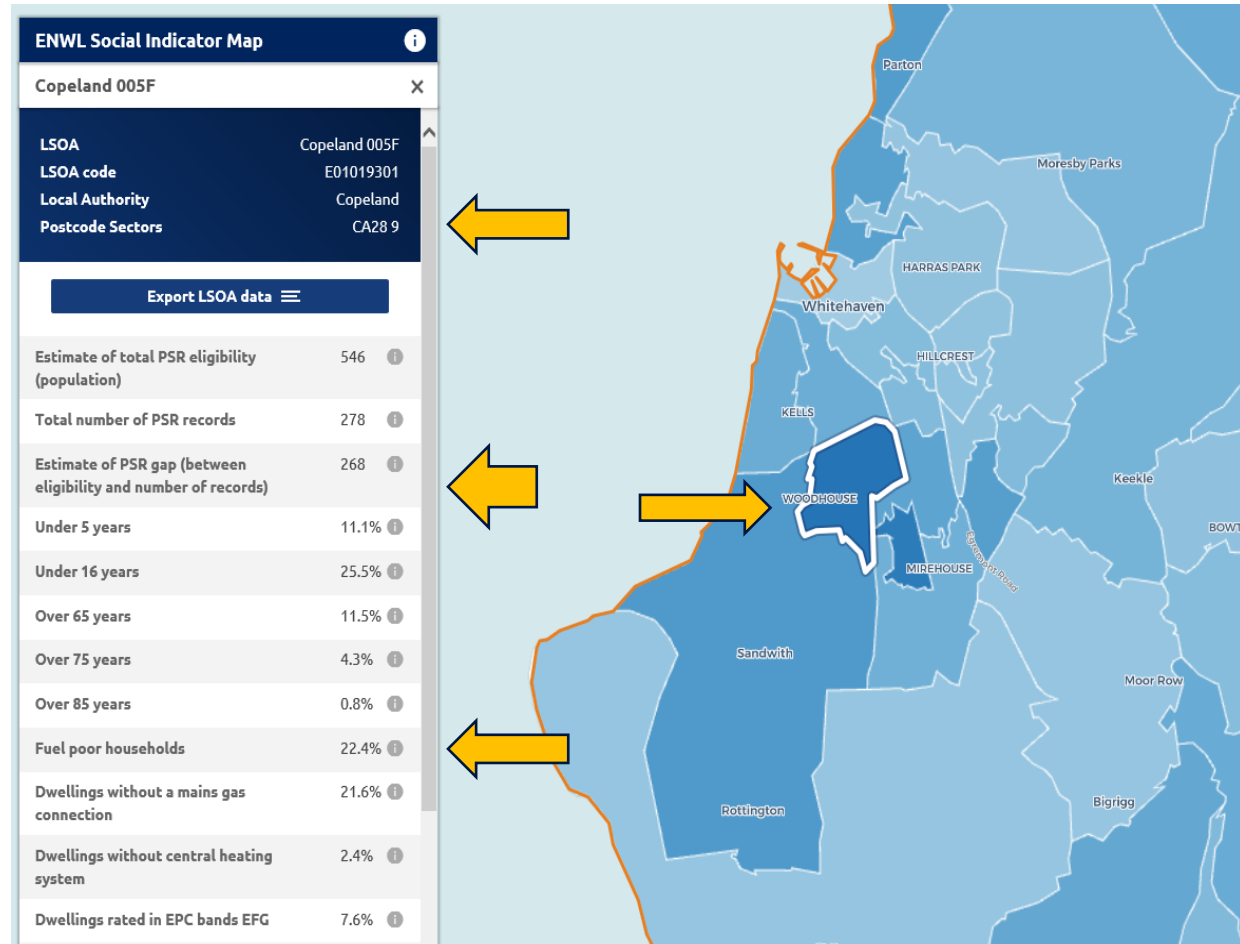 ENWL Social Indicator Map
Copeland 005F
LSOA Copeland 005F
LSOA code E01019301
Local Authority Copeland
Postcode Sectors CA28 9
Export LSOA data
Estimate of total PSR eligibility 546
(population)
Total number of PSR records 278
Estimate of PSR gap (between 268
eligibility and number of records)
Under 5 years 11.1%
Under 16 years 25.5%
Over 65 years 11.5%
Over 75 years 4.3%
Over 85 years 0.8%
Fuel poor households 22.4%
Dwellings without a mains gas 21.6%
connection
Dwellings without central heating 2.4%
system
Dwellings rated in EPC bands EFG 7.6%
Parton
Moresby Parks
HARRAS PARK
Whitehaven
HILLCREST
KELLS
WOODHOUSE
Keekle
BOWT
Egremont Road
MIREHOUSE
Sandwith
Moor Row
Rottington
Bigrigg